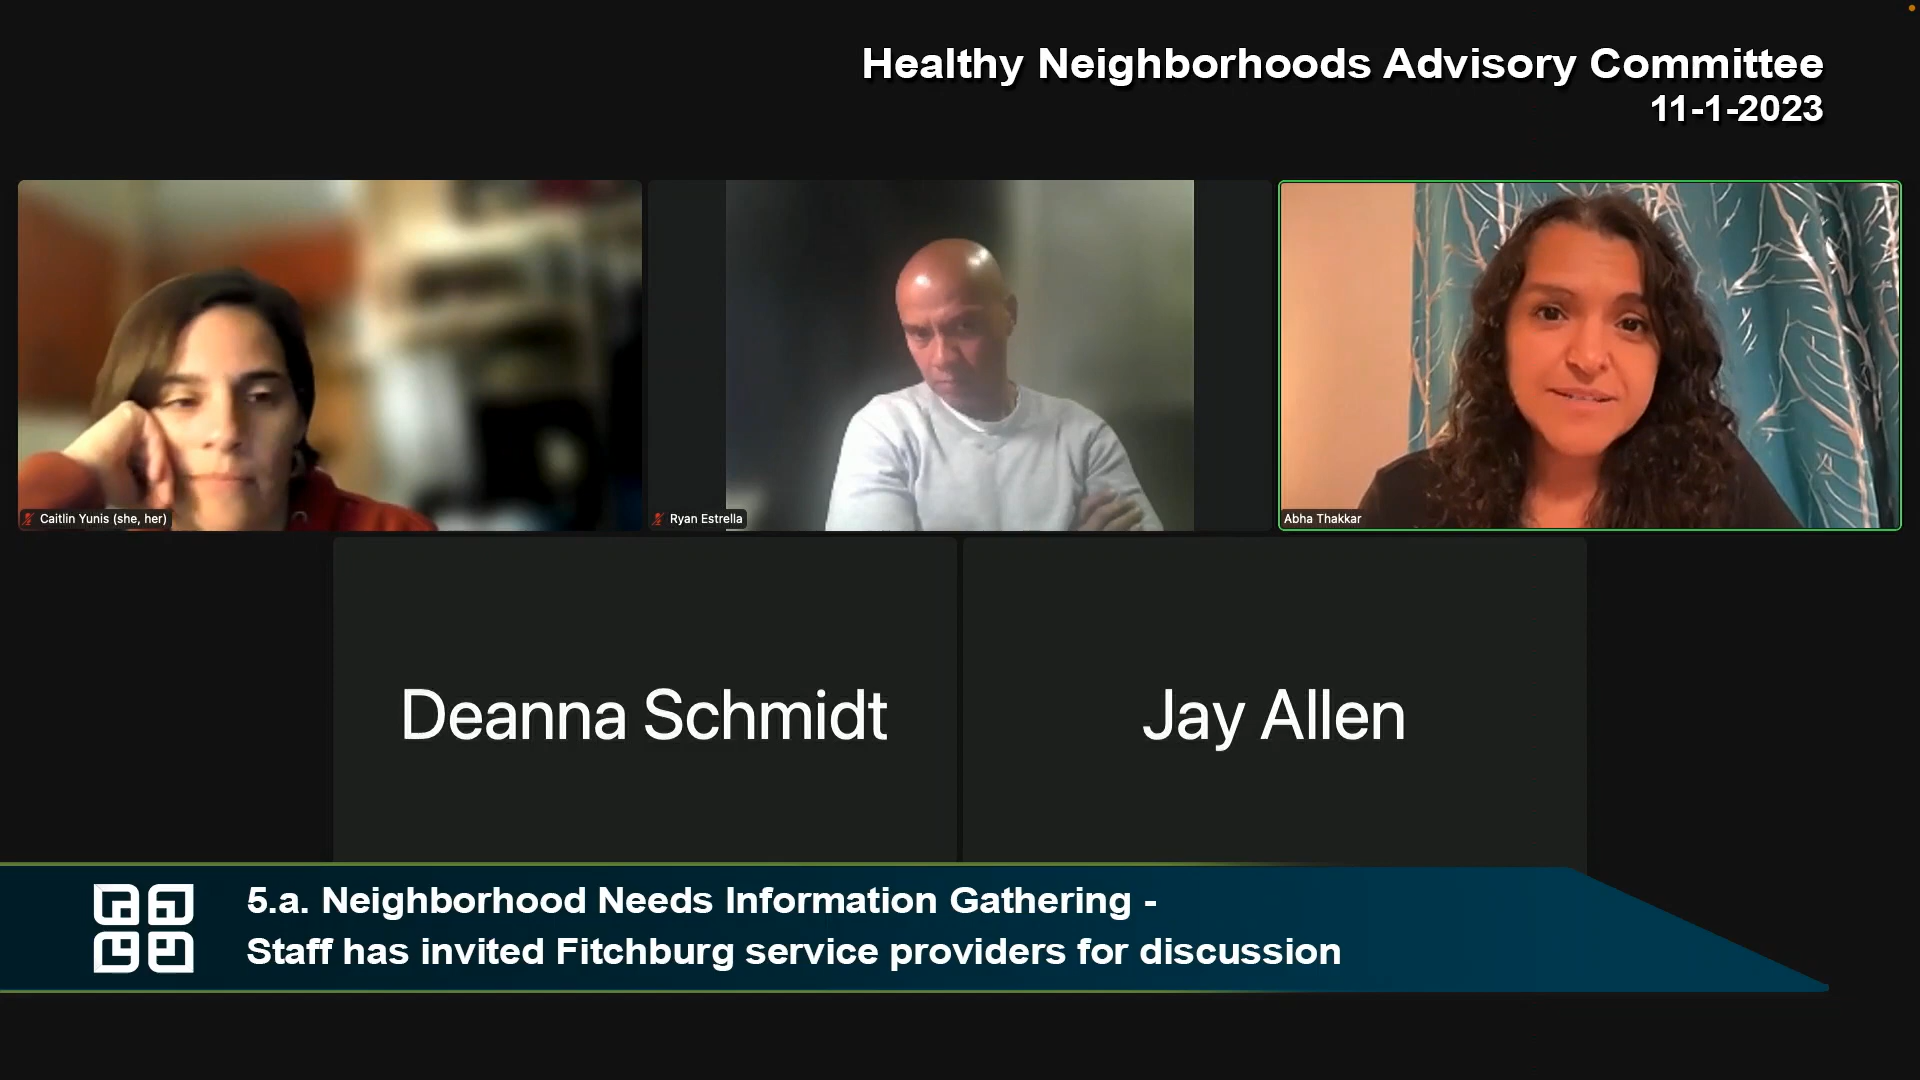 Healthy Neighborhoods Advisory Committee
11-1-2023
Caitlin Yunis (she, her)
Ryan Estrella
Abha Thakkar
Deanna Schmidt
Jay Allen
5.a. Neighborhood Needs Information Gathering -
Staff has invited Fitchburg service providers for discussion